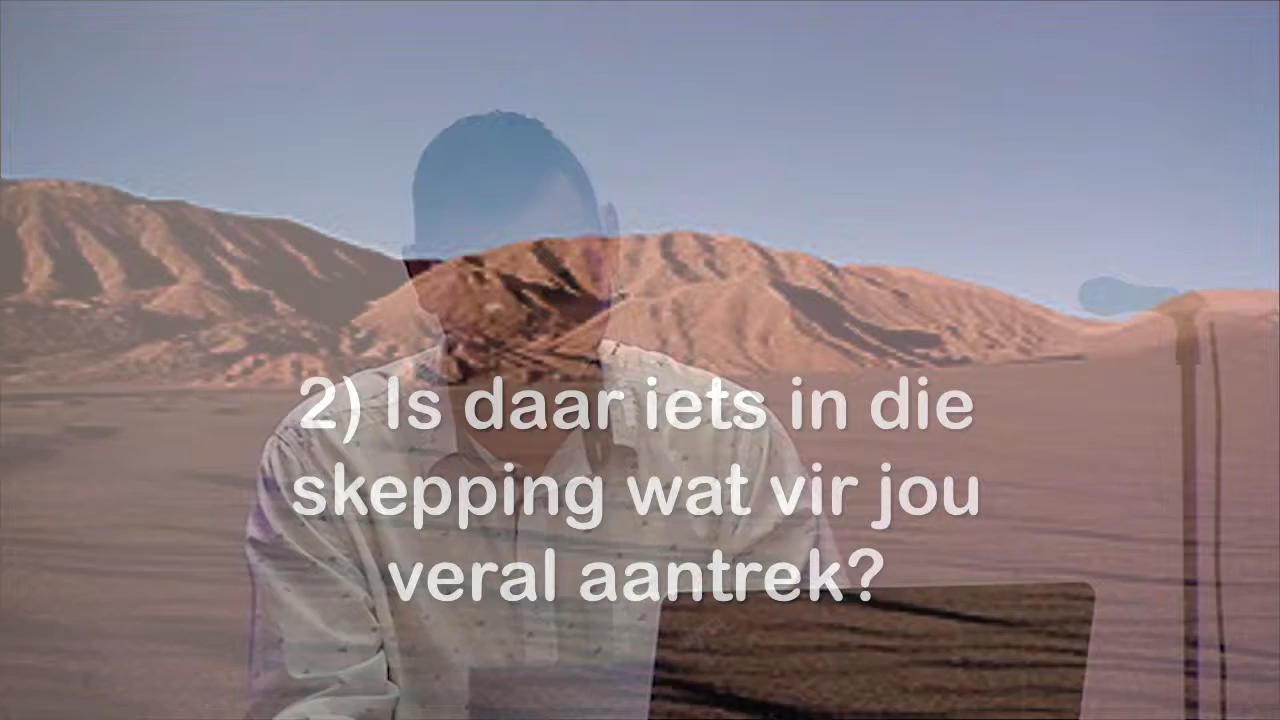 2) Is daar iets in die
skepping wat vir jou
veral aantrek?